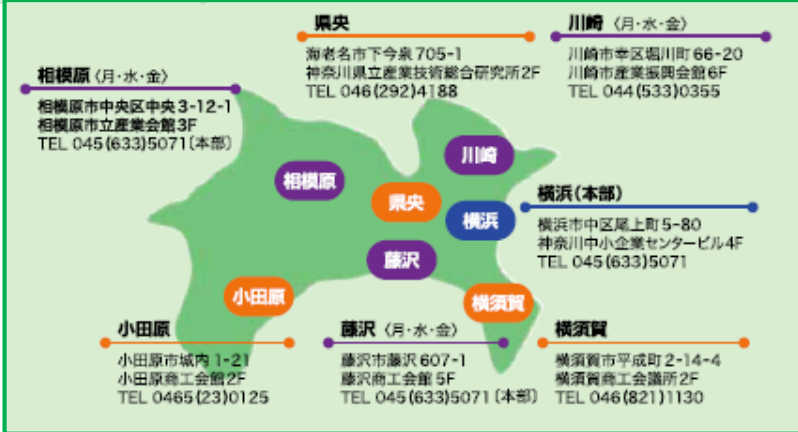 県央
海老名市下今泉705-1
神奈川県立産業技術総合研究所2F
TEL 046(292)4188
川崎〈月・水・金〉
川崎市幸区堀川町66-20
川崎市産業振興会館6F
TEL 044(533)0355
相模原〈月・水・金〉
相模原市中央区中央3-12-1
相模原市立産業会館3F
TEL 045(633)5071〔本部〕
川崎
相模原
県央
横浜
藤沢
小田原
横須賀
横浜(本部)
横浜市中区尾上町5-80
神奈川中小企業センタービル4F
TEL 045(633)5071
小田原
小田原市城内1-21
小田原商工会館2F
TEL 0465(23)0125
藤沢〈月・水・金〉
藤沢市藤沢607-1
藤沢商工会館5F
TEL 045(633)5071〔本部〕
横須賀
横須賀市平成町2-14-4
横須賀商工会議所2F
TEL 046(821)1130